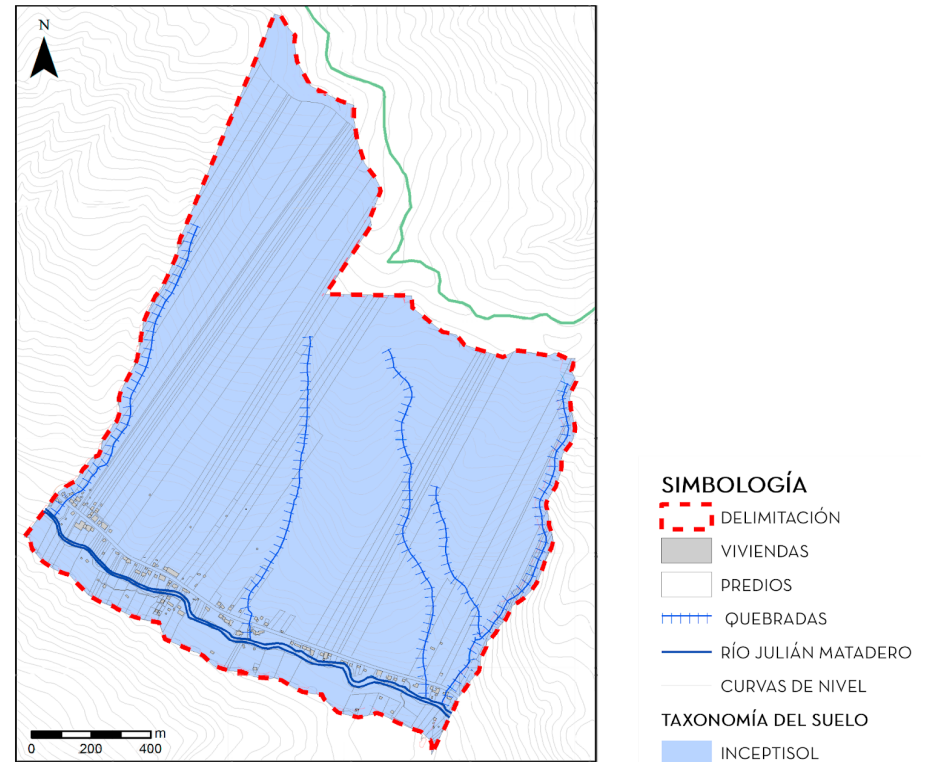 N
m
0 200 400
SIMBOLOGÍA
DELIMITACIÓN
VIVIENDAS
PREDIOS
QUEBRADAS
RÍO JULIÁN MATADERO
CURVAS DE NIVEL
TAXONOMÍA DEL SUELO
INCEPTISOL